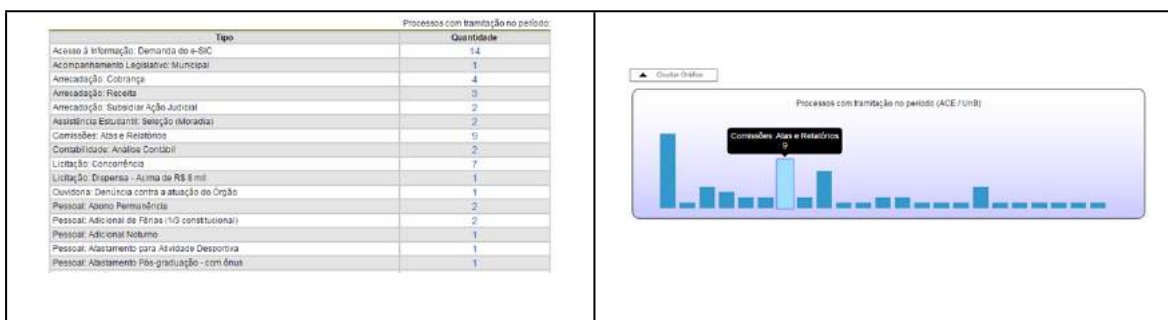 Processos com tramitação no período:
Tipo Quantidade
Acesso à Informação: Demanda do e-SIC 14
Acompanhamento Legislativo: Municipal 1
Arrecadação: Cobrança 4
Arrecadação: Receita 3
Arrecadação: Subsidiar Ação Judicial 2
Assistência Estudantil: Seleção (Moradia) 2
Comissões: Atas e Relatórios 9
Contabilidade: Análise Contábil 2
Licitação: Concorrência 7
Licitação: Dispensa - Acima de R$ 8 mil 1
Ouvidoria: Denúncia contra a atuação do Órgão 1
Pessoal: Abono Permanência 2
Pessoal: Adicional de Férias (1/3 constitucional) 2
Pessoal: Adicional Noturno 1
Pessoal: Afastamento para Atividade Desportiva 1
Pessoal: Afastamento Pós-graduação - com ônus 1
Ocultar Gráfico
Processos com tramitação no período (ACE / UnB)
Comissões: Atas e Relatórios
9